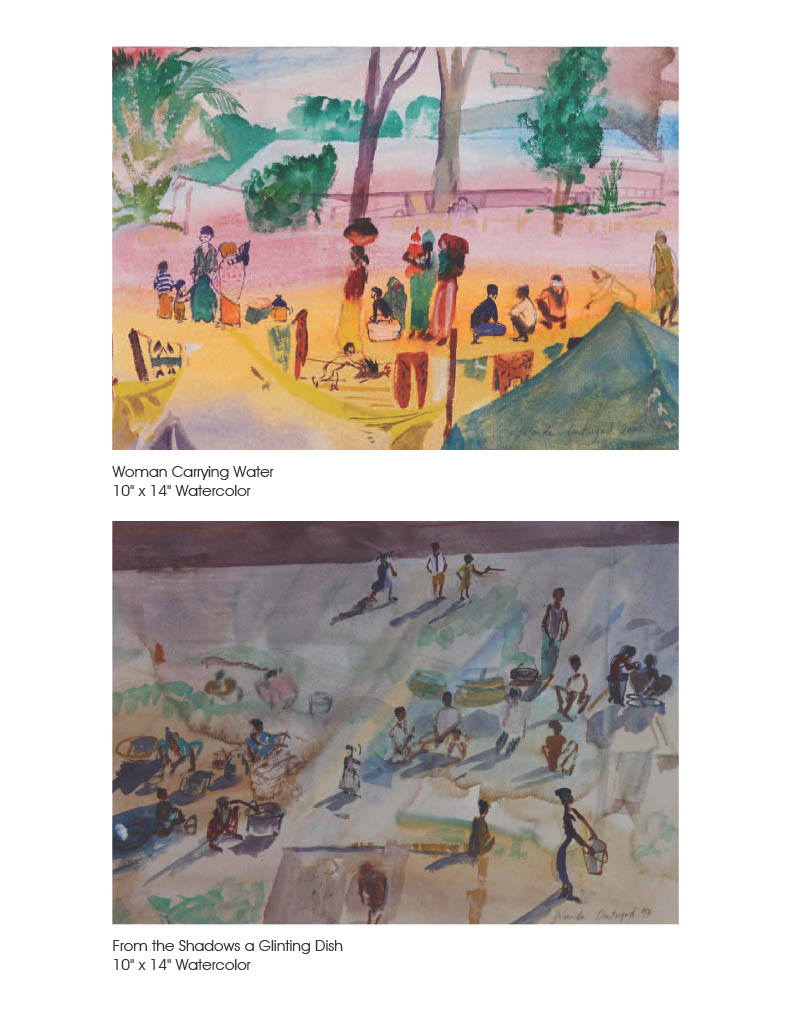 Woman Carrying Water
10" x 14" Watercolor
From the Shadows a Glinting Dish
10" x 14" Watercolor